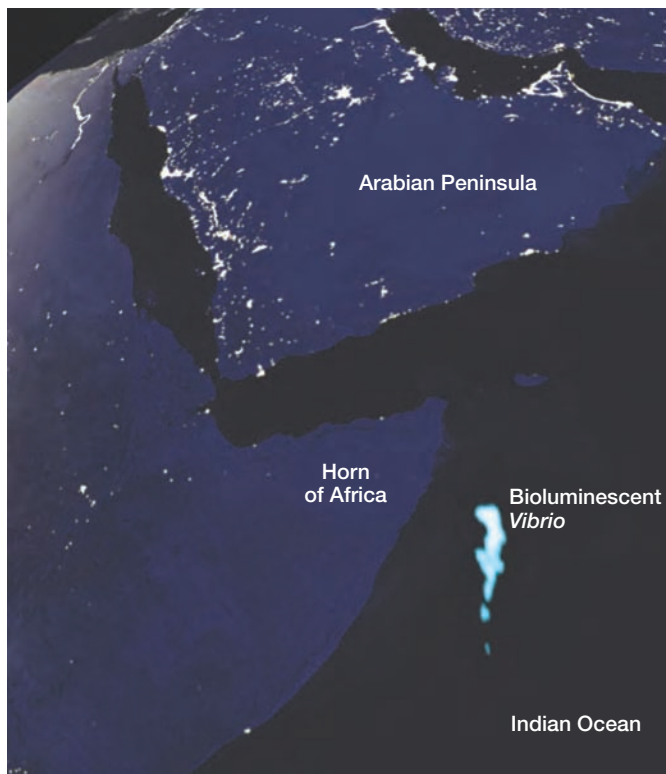 Arabian Peninsula
Horn
of Africa
Bioluminescent
Vibrio
Indian Ocean